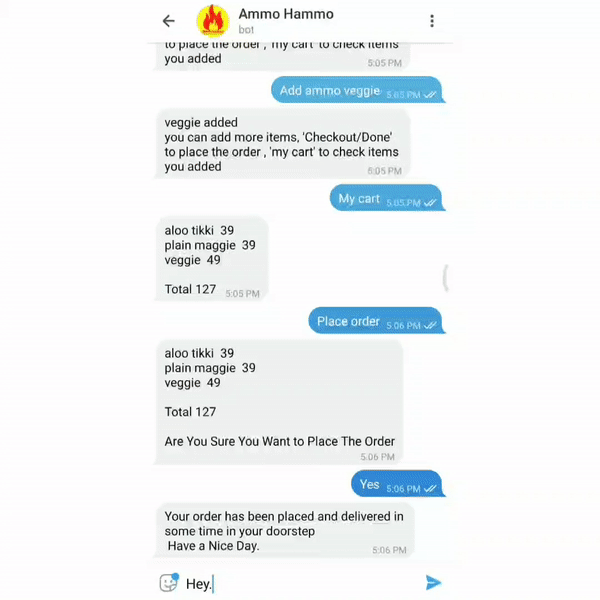 Ammo Hammo
bot
to place the order , 'my cart' to check items
you added
5:05 PM
Add ammo veggie 5:05 PM
veggie added
you can add more items, 'Checkout/Done'
to place the order , 'my cart' to check items
you added
5:05 PM
My cart 5:05 PM
aloo tikki 39
plain maggie 39
veggie 49
Total 127 5:05 PM
Place order 5:06 PM
aloo tikki 39
plain maggie 39
veggie 49
Total 127
Are You Sure You Want to Place The Order
5:06 PM
Yes 5:06 PM
Your order has been placed and delivered in
some time in your doorstep
Have a Nice Day.
5:06 PM
Hey.